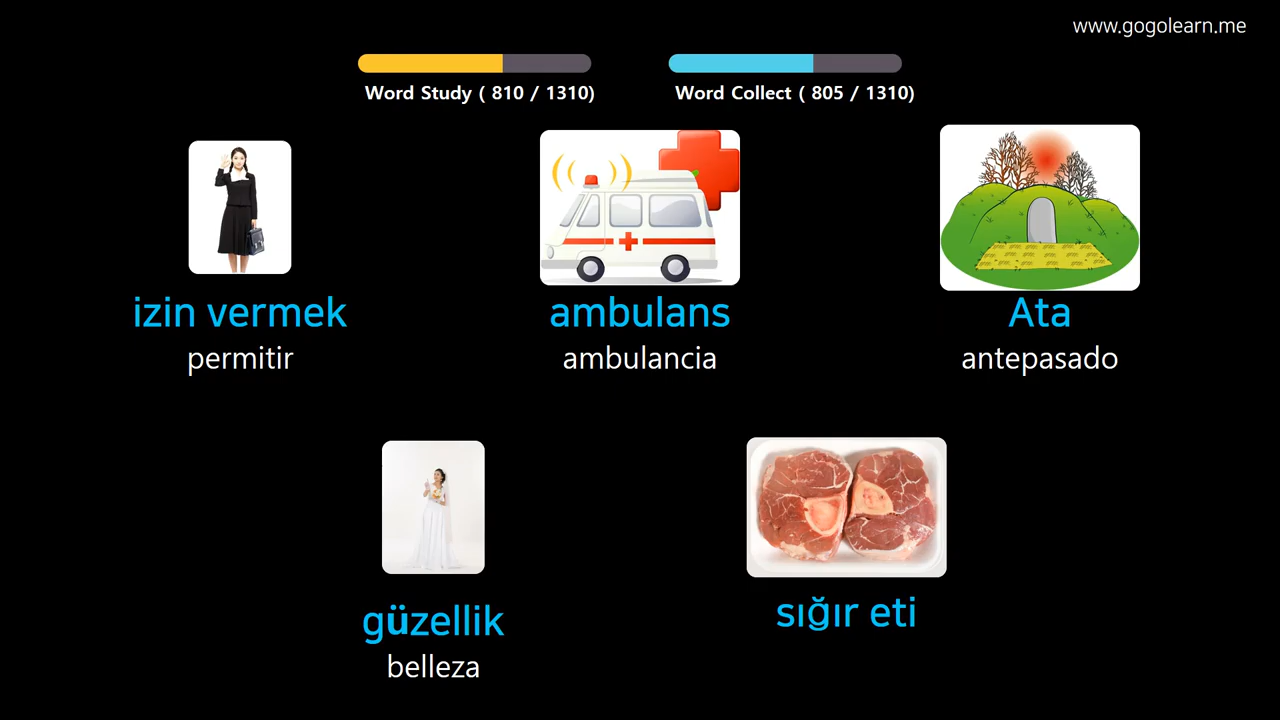 www.gogolearn.me
Word Study ( 810 / 1310)
Word Collect ( 805 / 1310)
izin vermek
permitir
ambulans
ambulancia
Ata
antepasado
güzellik
belleza
sığır eti